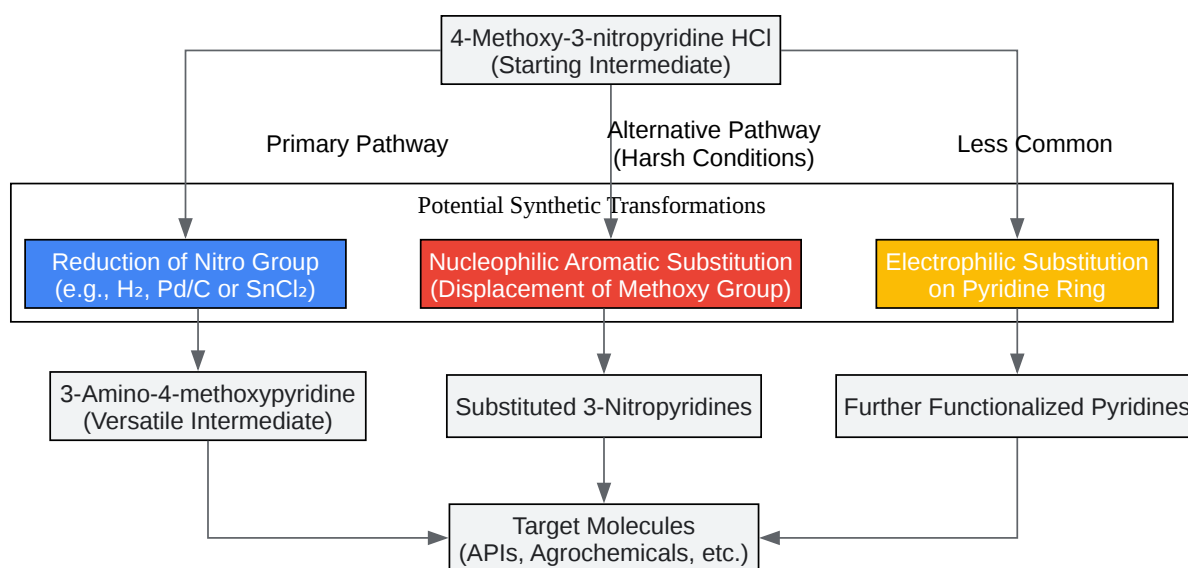 4-Methoxy-3-nitropyridine HCl
(Starting Intermediate)
Primary Pathway
Alternative Pathway
(Harsh Conditions)
Less Common
Potential Synthetic Transformations
Reduction of Nitro Group
(e.g., H₂, Pd/C or SnCl₂)
Nucleophilic Aromatic Substitution
(Displacement of Methoxy Group)
Electrophilic Substitution
on Pyridine Ring
3-Amino-4-methoxypyridine
(Versatile Intermediate)
Substituted 3-Nitropyridines
Further Functionalized Pyridines
Target Molecules
(APIs, Agrochemicals, etc.)